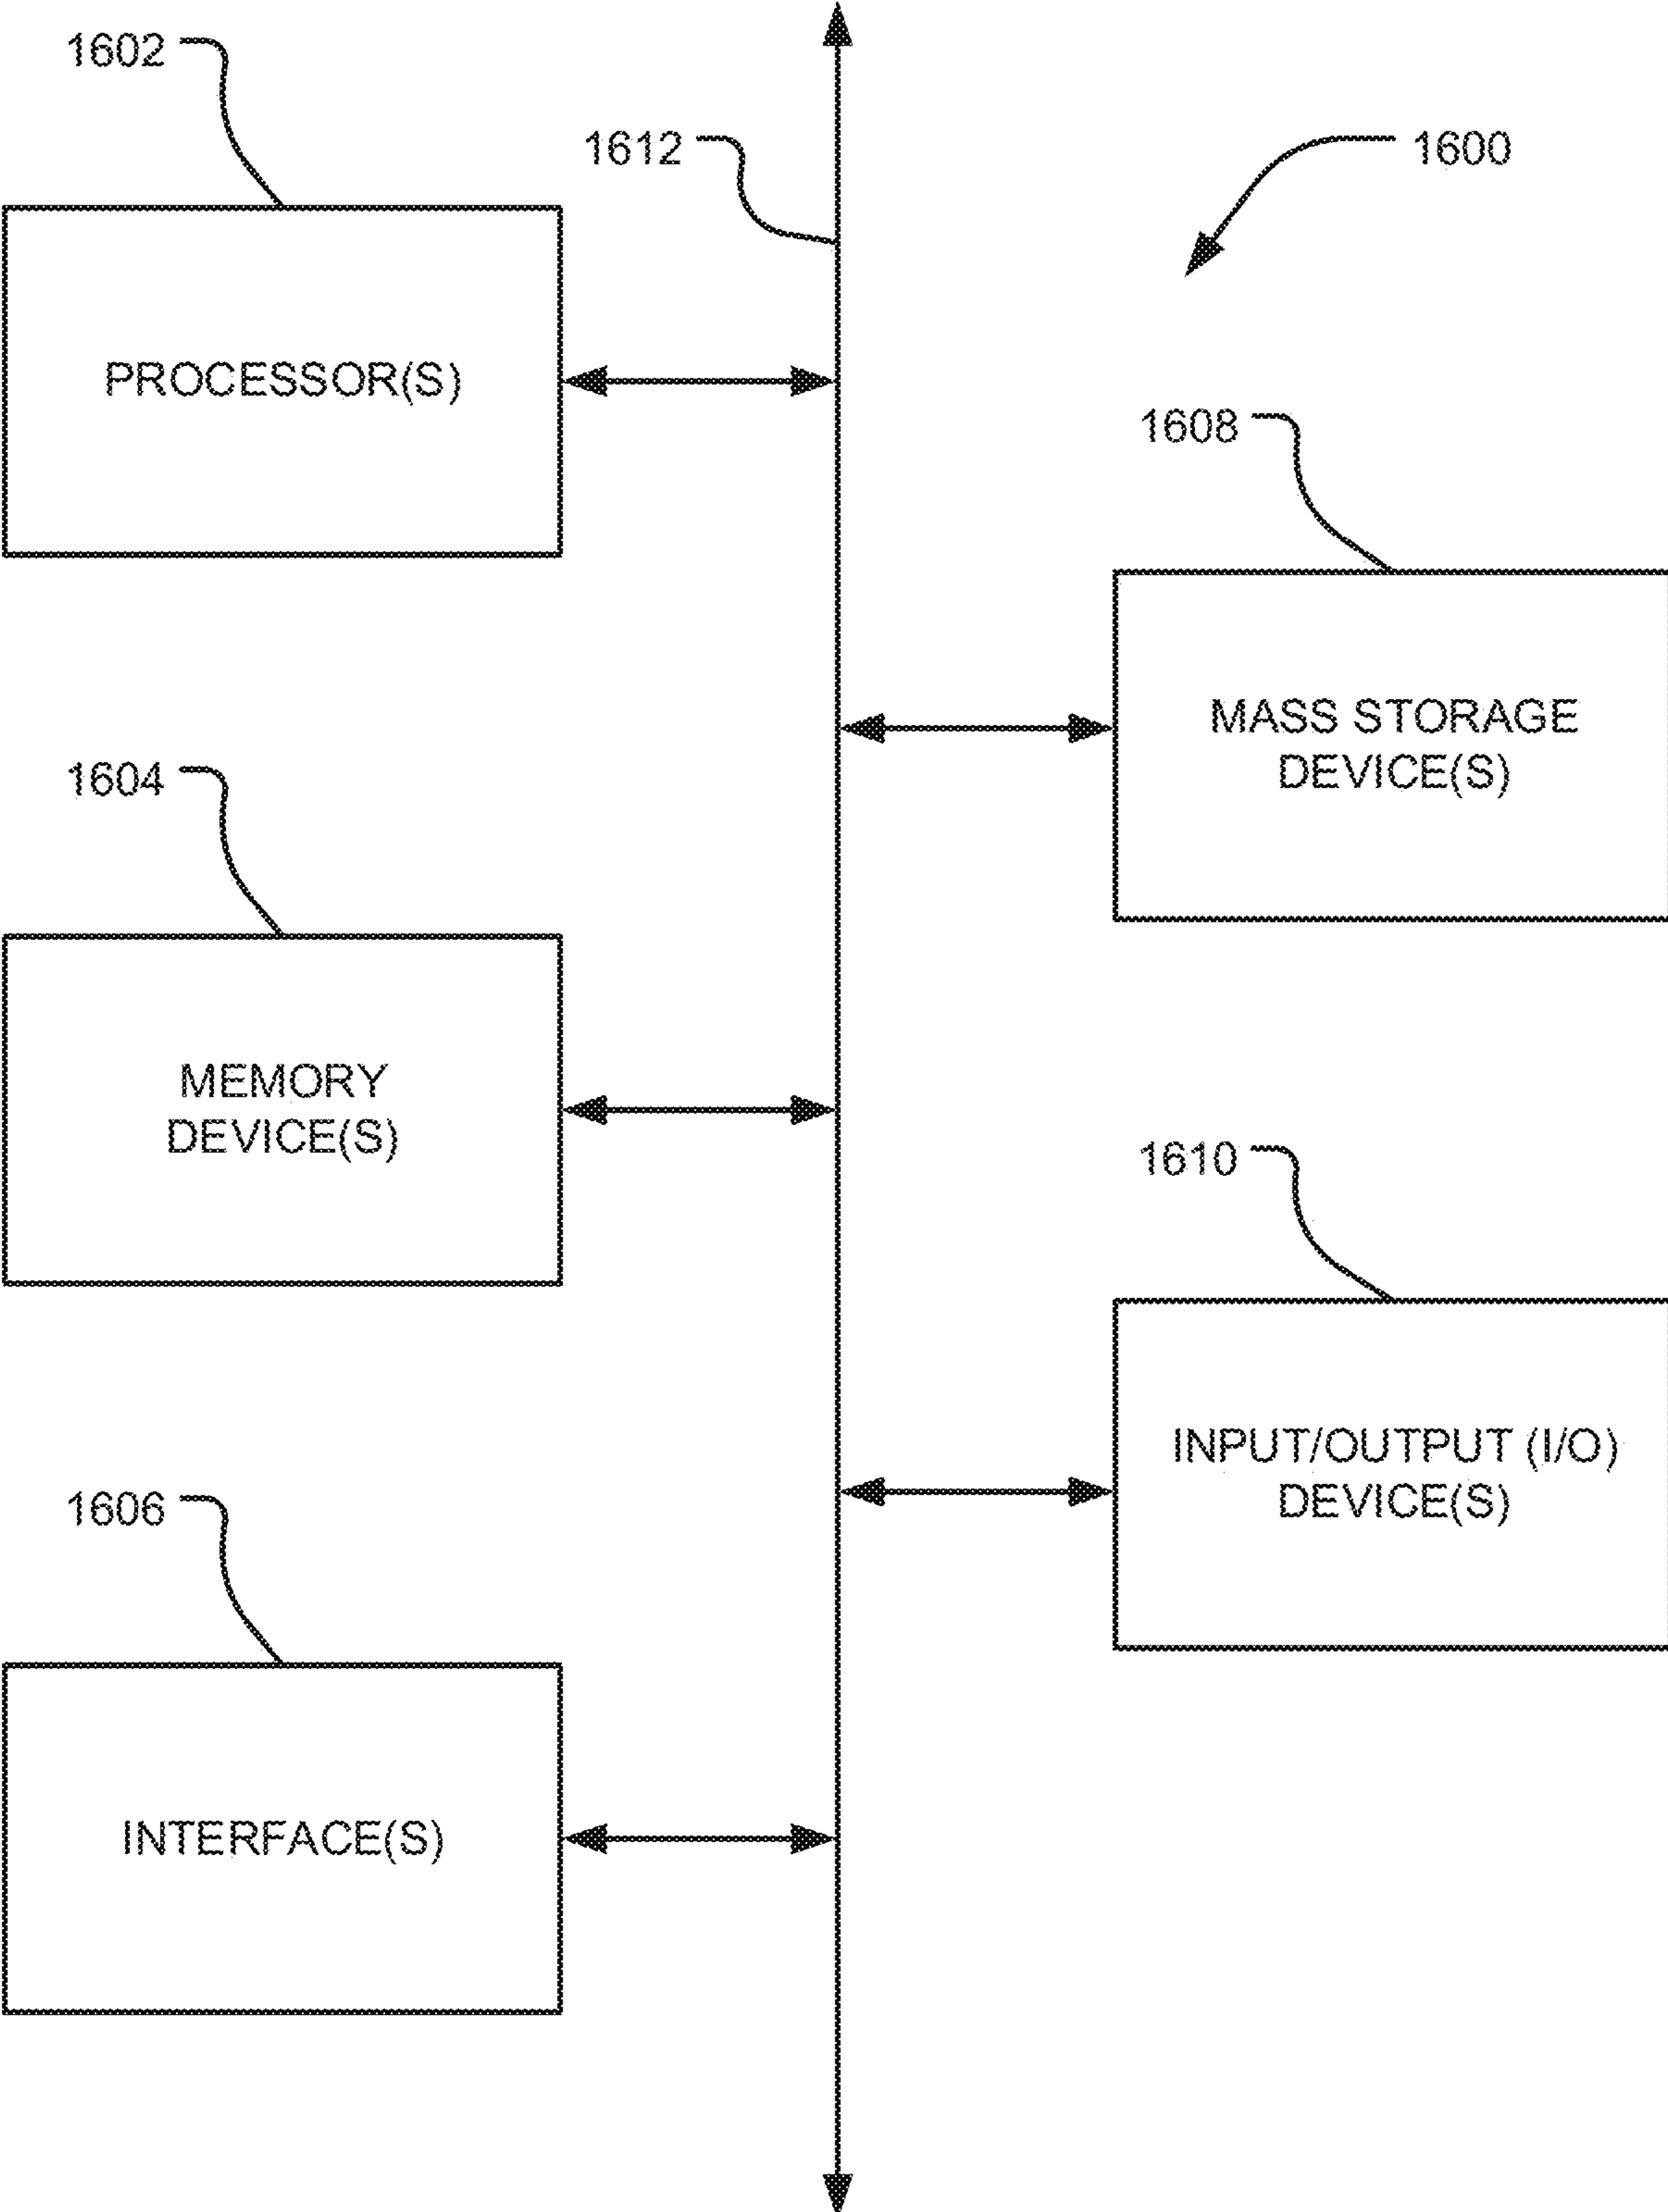 1602
1612
1600
PROCESSOR(S)
1608
MASS STORAGE
DEVICE(S)
1604
MEMORY
DEVICE(S)
1610
INPUT/OUTPUT (I/O)
DEVICE(S)
1606
INTERFACE(S)